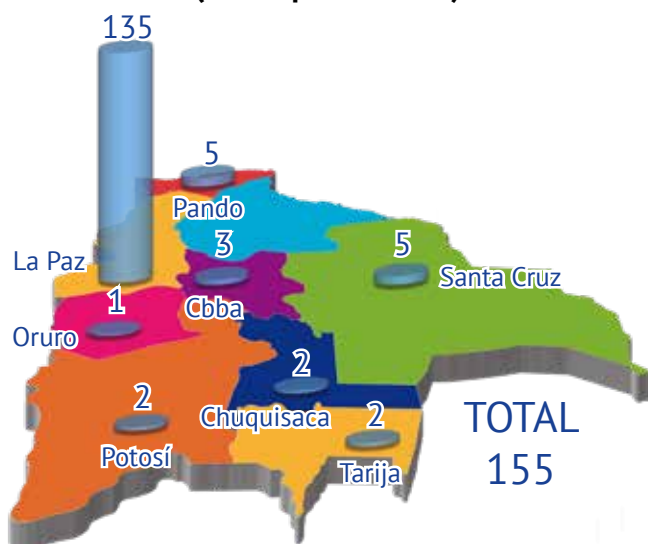 135
5
Pando
La Paz
3
Cbba
5
Santa Cruz
1
Oruro
2
Chuquisaca
2
Potosí
2
Tarija
TOTAL
155